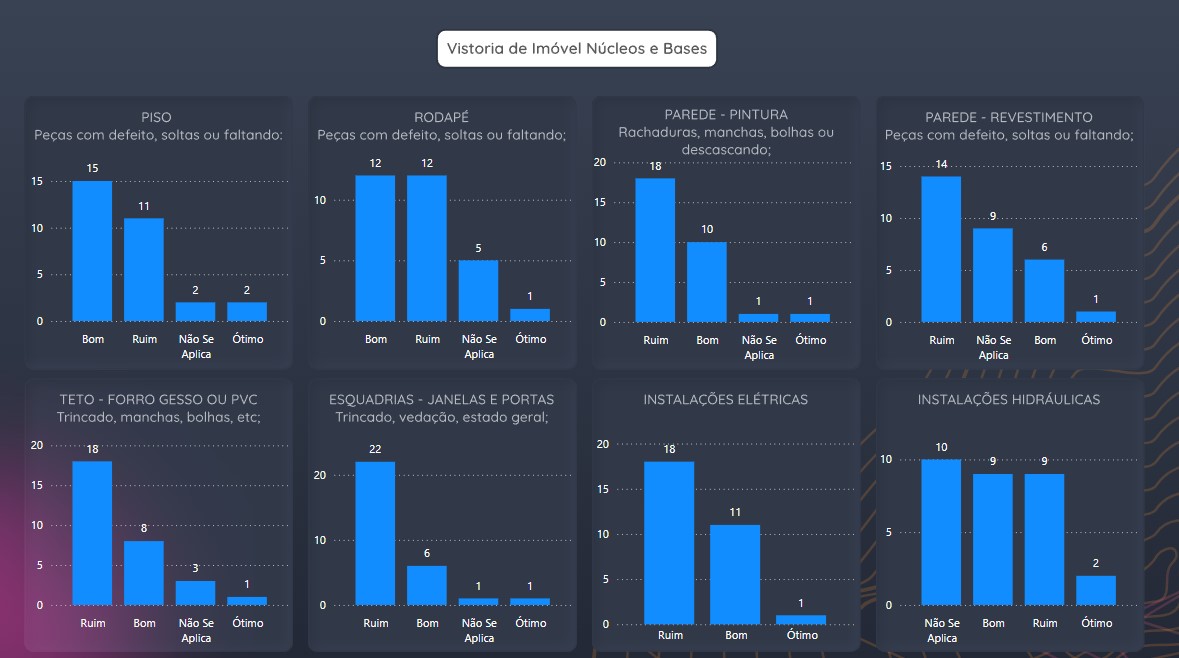 Vistoria de Imóvel Núcleos e Bases
PISO
Peças com defeito, soltas ou faltando:
15
11
2
2
15
10
5
0
Bom
Ruim
Não Se
Aplica
Ótimo
RODAPÉ
Peças com defeito, soltas ou faltando;
12
12
5
1
10
5
0
Bom
Ruim
Não Se
Aplica
Ótimo
PAREDE - PINTURA
Rachaduras, manchas, bolhas ou
descascando;
18
10
1
1
20
15
10
5
0
Ruim
Bom
Não Se
Aplica
Ótimo
PAREDE - REVESTIMENTO
Peças com defeito, soltas ou faltando;
14
9
6
1
15
10
5
0
Ruim
Não Se
Aplica
Bom
Ótimo
TETO - FORRO GESSO OU PVC
Trincado, manchas, bolhas, etc;
18
8
3
1
20
15
10
5
0
Ruim
Bom
Não Se
Aplica
Ótimo
ESQUADRIAS - JANELAS E PORTAS
Trincado, vedação, estado geral;
22
6
1
1
20
10
0
Ruim
Bom
Não Se
Aplica
Ótimo
INSTALAÇÕES ELÉTRICAS
18
11
1
20
15
10
5
0
Ruim
Bom
Ótimo
INSTALAÇÕES HIDRÁULICAS
10
9
9
2
10
5
0
Não Se
Aplica
Bom
Ruim
Ótimo